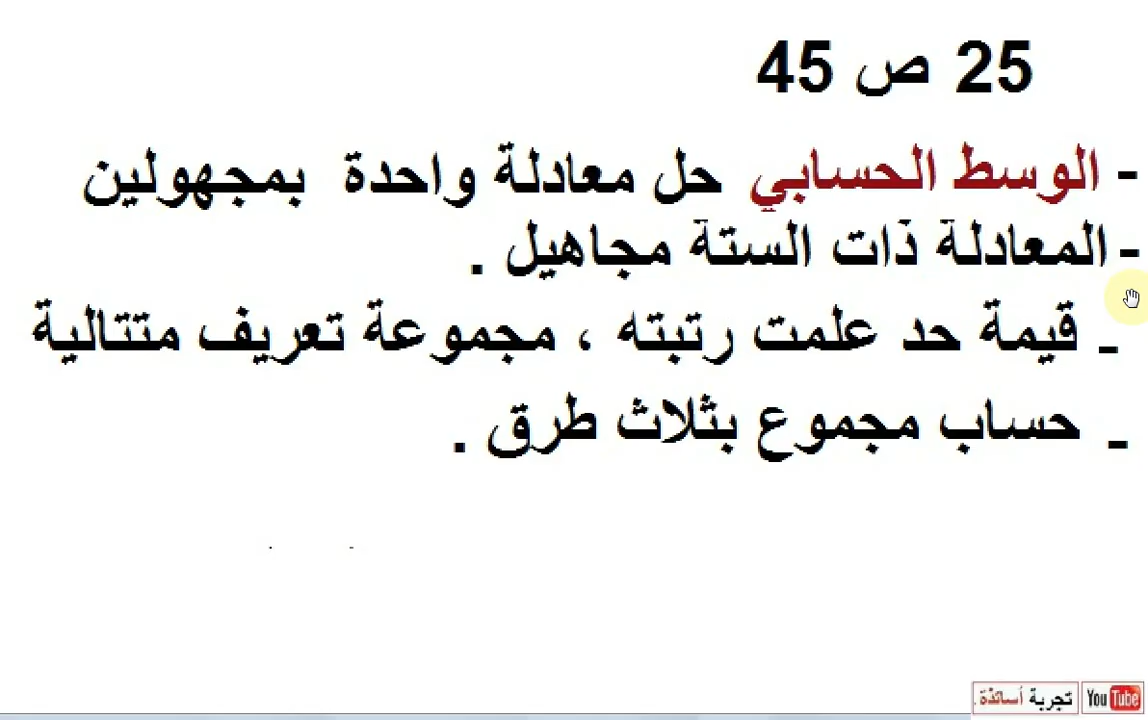 25 ص 45
- الوسط الحسابي حل معادلة واحدة بمجهولين
- المعادلة ذات الستة مجاهيل .
- قيمة حد علمت رتبته ، مجموعة تعريف متتالية
- حساب مجموع بثلاث طرق .
تجربة أساتذة . YouTube